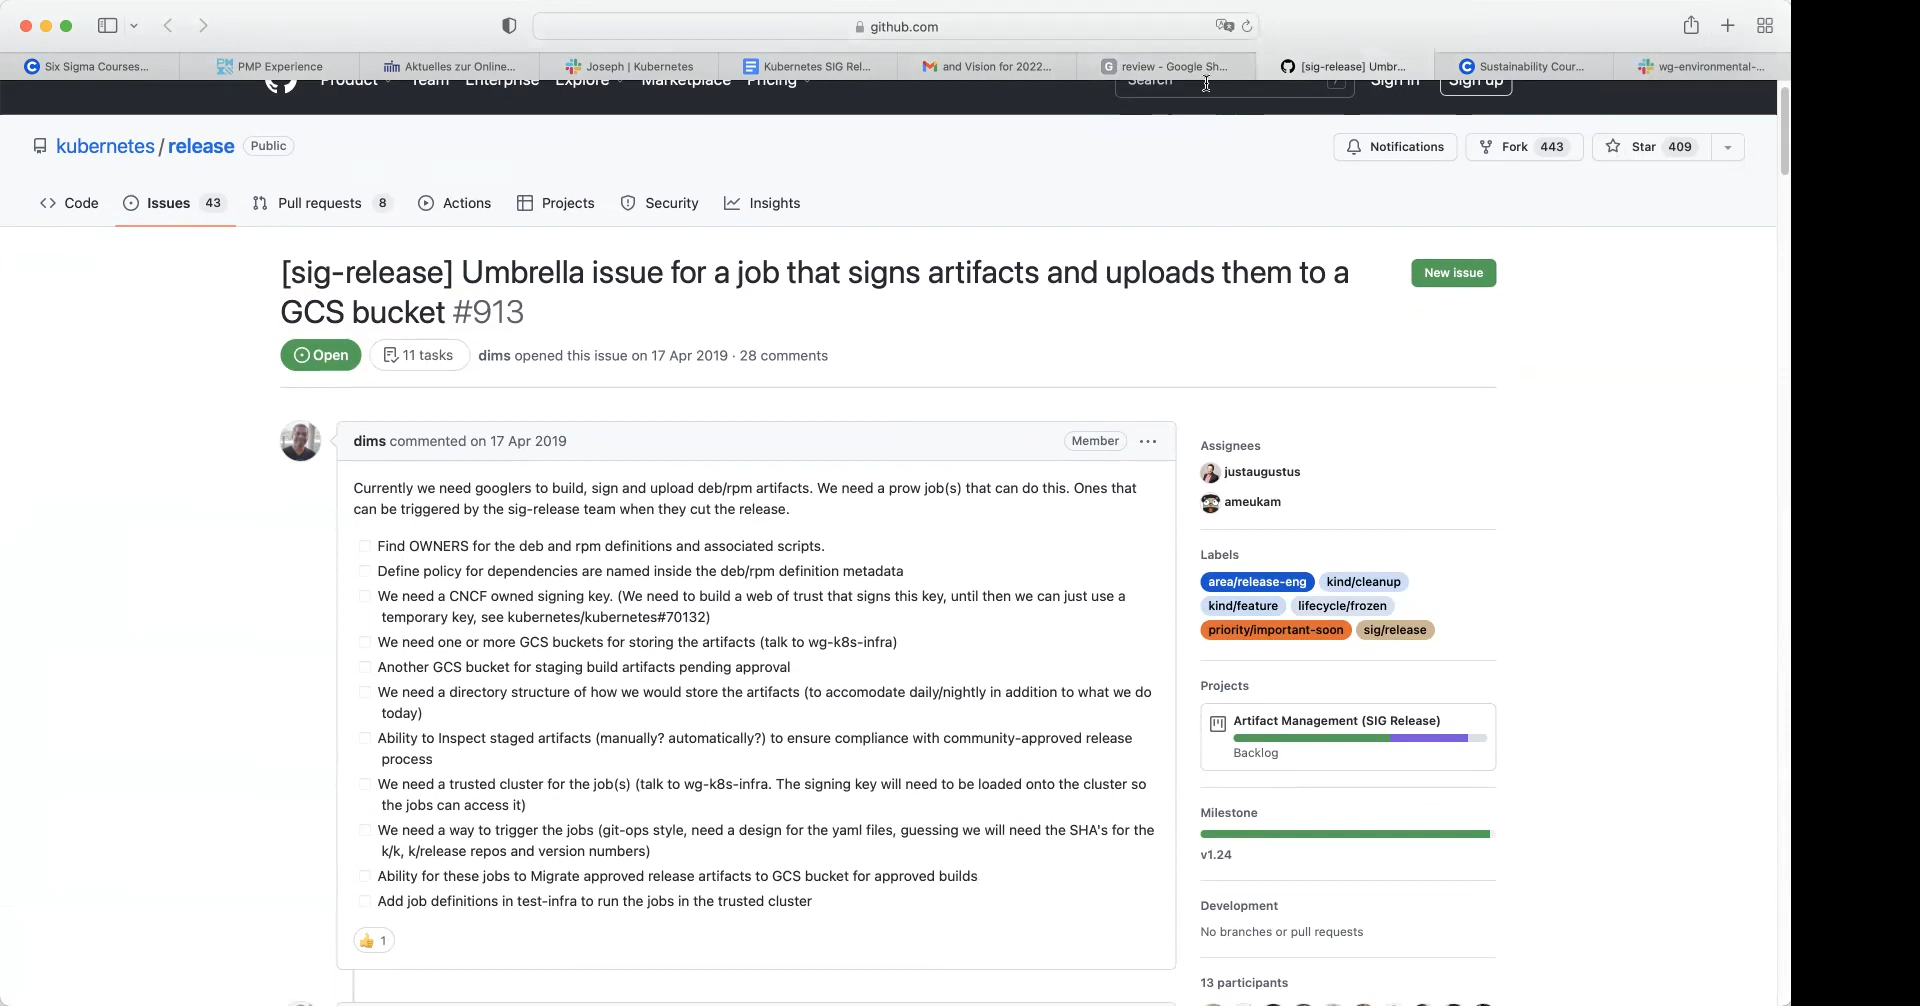 github.com
Six Sigma Courses...
PMP Experience
Aktuelles zur Online...
Joseph | Kubernetes
Kubernetes SIG Rel...
and Vision for 2022...
review - Google Sh...
[sig-release] Umbr...
Sustainability Cour...
wg-environmental-...
Product Team Enterprise Explore Marketplace Pricing Search / Sign in Sign up
kubernetes / release Public
Notifications Fork 443 Star 409
Code Issues 43 Pull requests 8 Actions Projects Security Insights
[sig-release] Umbrella issue for a job that signs artifacts and uploads them to a
GCS bucket #913
New issue
Open 11 tasks dims opened this issue on 17 Apr 2019 · 28 comments
dims commented on 17 Apr 2019 Member ...
Currently we need googlers to build, sign and upload deb/rpm artifacts. We need a prow job(s) that can do this. Ones that
can be triggered by the sig-release team when they cut the release.
Find OWNERS for the deb and rpm definitions and associated scripts.
Define policy for dependencies are named inside the deb/rpm definition metadata
We need a CNCF owned signing key. (We need to build a web of trust that signs this key, until then we can just use a
temporary key, see kubernetes/kubernetes#70132)
We need one or more GCS buckets for storing the artifacts (talk to wg-k8s-infra)
Another GCS bucket for staging build artifacts pending approval
We need a directory structure of how we would store the artifacts (to accomodate daily/nightly in addition to what we do
today)
Ability to Inspect staged artifacts (manually? automatically?) to ensure compliance with community-approved release
process
We need a trusted cluster for the job(s) (talk to wg-k8s-infra. The signing key will need to be loaded onto the cluster so
the jobs can access it)
We need a way to trigger the jobs (git-ops style, need a design for the yaml files, guessing we will need the SHA's for the
k/k, k/release repos and version numbers)
Ability for these jobs to Migrate approved release artifacts to GCS bucket for approved builds
Add job definitions in test-infra to run the jobs in the trusted cluster
👍 1
Assignees
justaugustus
ameukam
Labels
area/release-eng kind/cleanup
kind/feature lifecycle/frozen
priority/important-soon sig/release
Projects
Artifact Management (SIG Release)
Backlog
Milestone
v1.24
Development
No branches or pull requests
13 participants